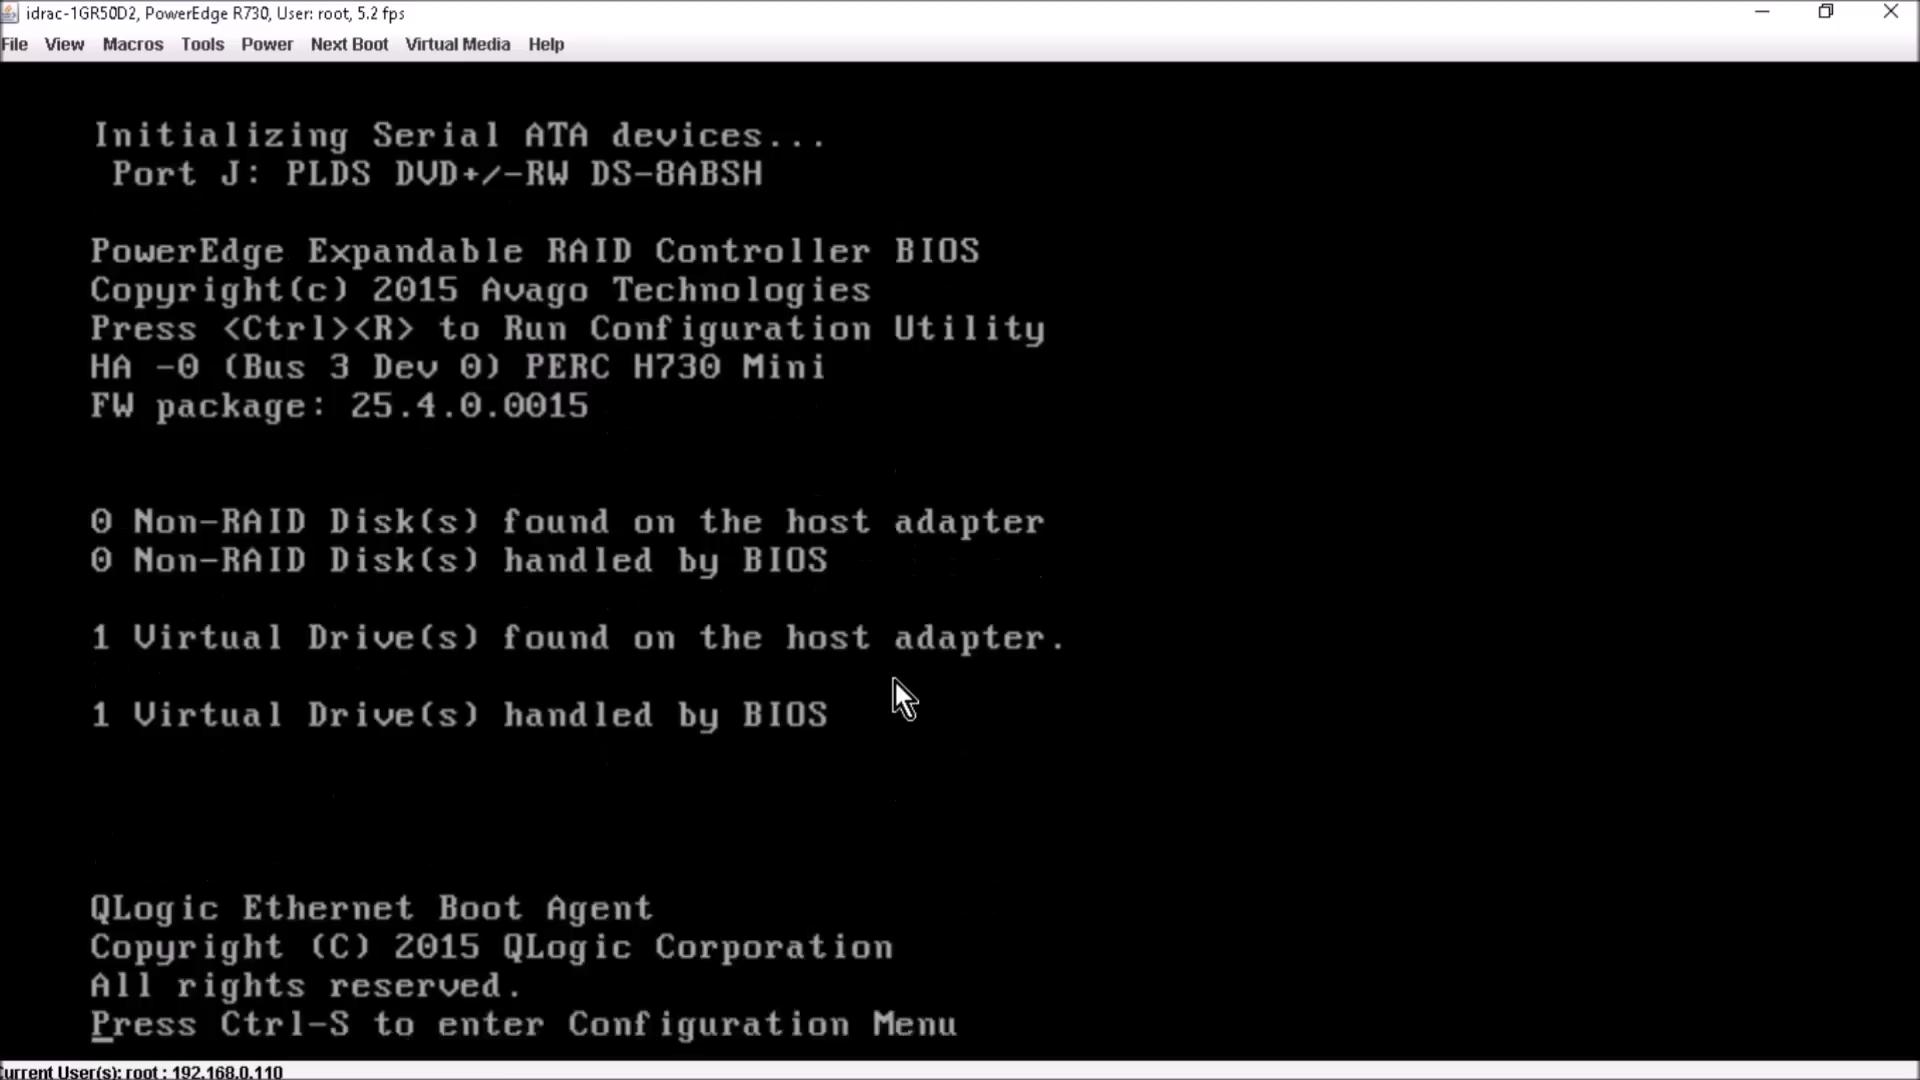 idrac-1GR50D2, PowerEdge R730, User: root, 5.2 fps
File View Macros Tools Power Next Boot Virtual Media Help
Initializing Serial ATA devices...
Port J: PLDS DVD+/-RW DS-8ABSH
PowerEdge Expandable RAID Controller BIOS
Copyright(c) 2015 Avago Technologies
Press <Ctrl><R> to Run Configuration Utility
HA -0 (Bus 3 Dev 0) PERC H730 Mini
FW package: 25.4.0.0015
0 Non-RAID Disk(s) found on the host adapter
0 Non-RAID Disk(s) handled by BIOS
1 Virtual Drive(s) found on the host adapter.
1 Virtual Drive(s) handled by BIOS
QLogic Ethernet Boot Agent
Copyright (C) 2015 QLogic Corporation
All rights reserved.
Press Ctrl-S to enter Configuration Menu
urrent User(s): root : 192.168.0.110